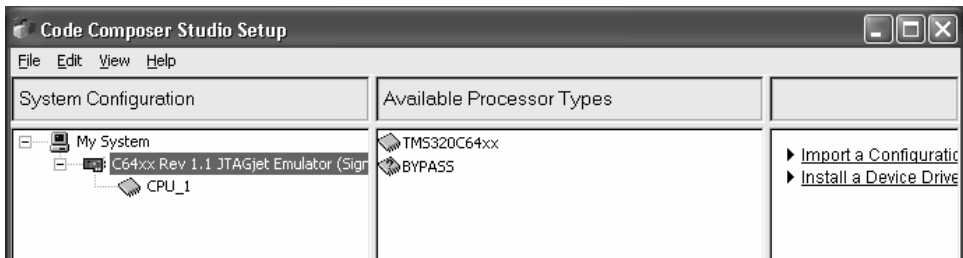 Code Composer Studio Setup
File Edit View Help
System Configuration
Available Processor Types
My System
C64xx Rev 1.1 JTAGjet Emulator (Sigr
CPU_1
TMS320C64xx
BYPASS
Import a Configuratio
Install a Device Drive